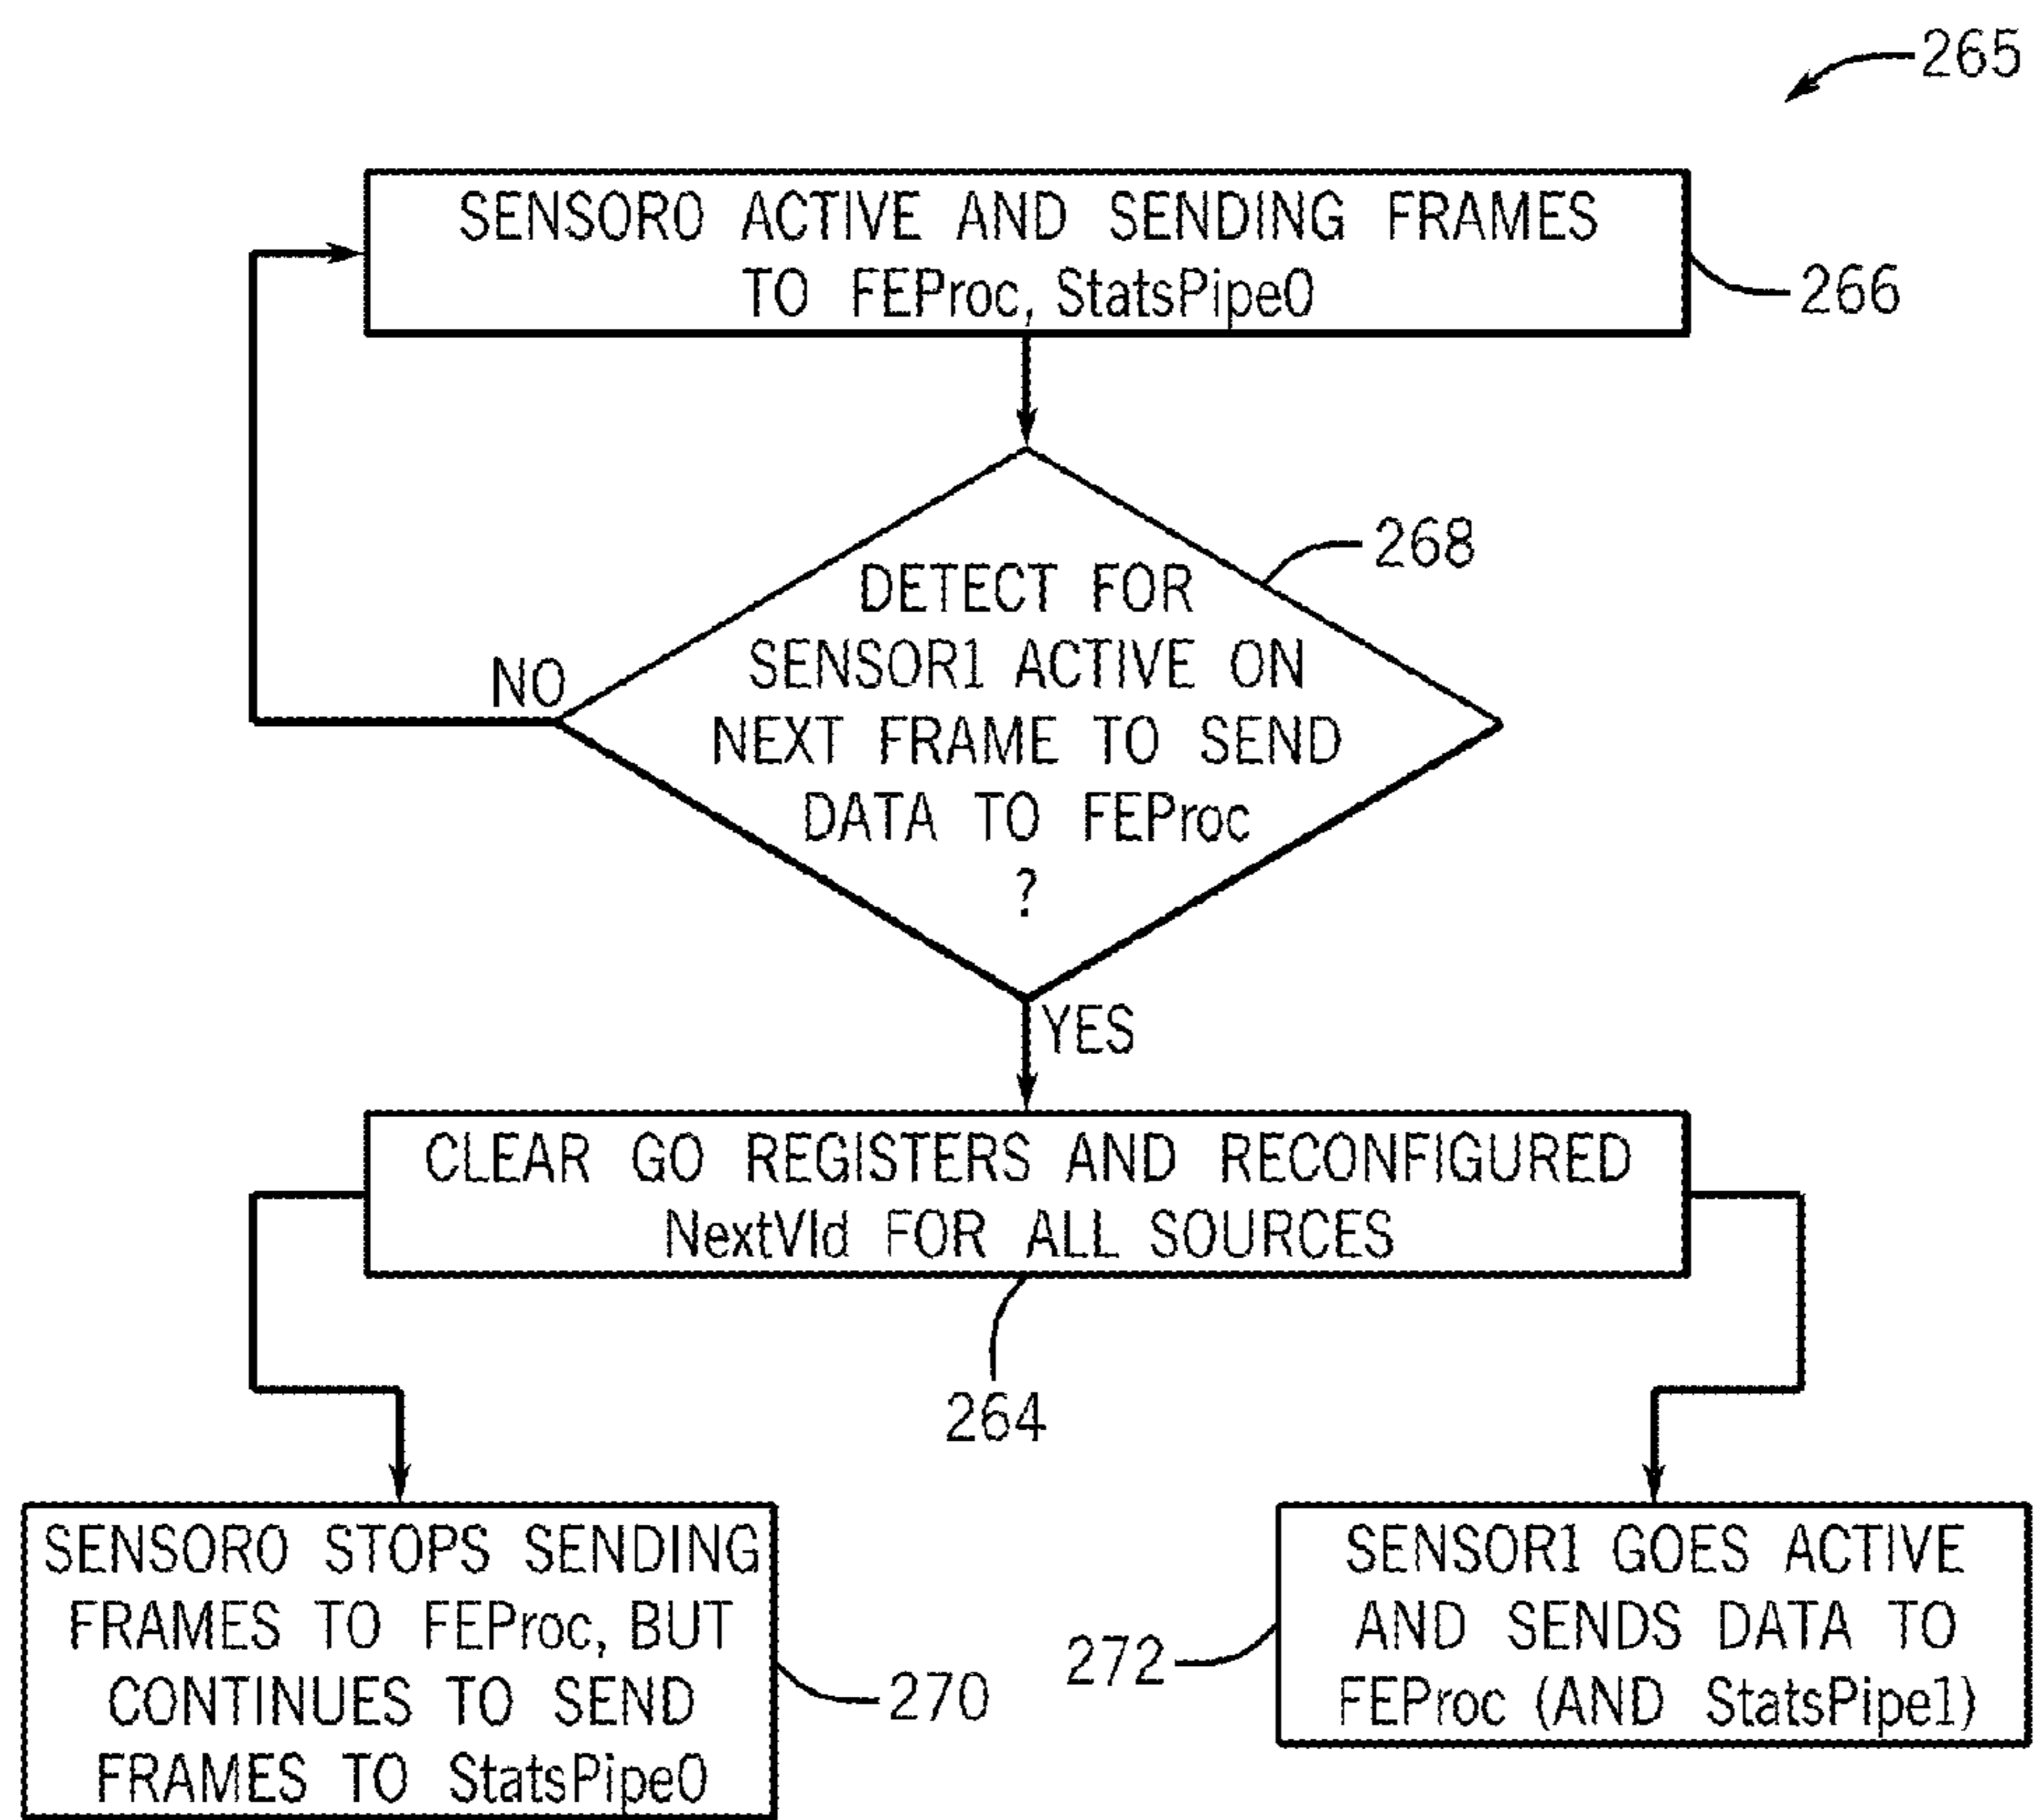 265
SENSOR0 ACTIVE AND SENDING FRAMES
TO FEProc, StatsPipe0
266
268
DETECT FOR
SENSOR1 ACTIVE ON
NEXT FRAME TO SEND
DATA TO FEProc
?
NO
YES
CLEAR GO REGISTERS AND RECONFIGURED
NextVld FOR ALL SOURCES
264
SENSOR0 STOPS SENDING
FRAMES TO FEProc, BUT
CONTINUES TO SEND
FRAMES TO StatsPipe0
270
272
SENSOR1 GOES ACTIVE
AND SENDS DATA TO
FEProc (AND StatsPipe1)